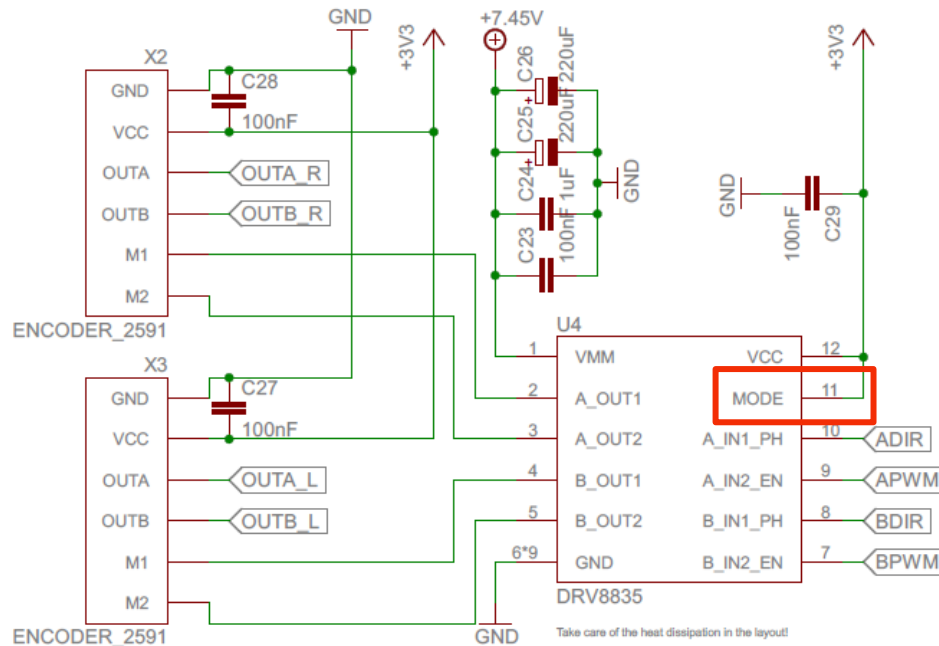 GND
+3V3
+7.45V
+3V3
X2
GND
VCC
OUTA
OUTB
M1
M2
ENCODER_2591
C28
100nF
OUTA_R
OUTB_R
C26
220uF
C25
220uF
C24
1uF
C23
100nF
+
+
GND
GND
100nF
C29
X3
GND
VCC
OUTA
OUTB
M1
M2
ENCODER_2591
C27
100nF
OUTA_L
OUTB_L
U4
1 VMM VCC 12
2 A_OUT1 MODE 11
3 A_OUT2 A_IN1_PH 10 ADIR
4 B_OUT1 A_IN2_EN 9 APWM
5 B_OUT2 B_IN1_PH 8 BDIR
6*9 GND B_IN2_EN 7 BPWM
DRV8835
GND
Take care of the heat dissipation in the layout!